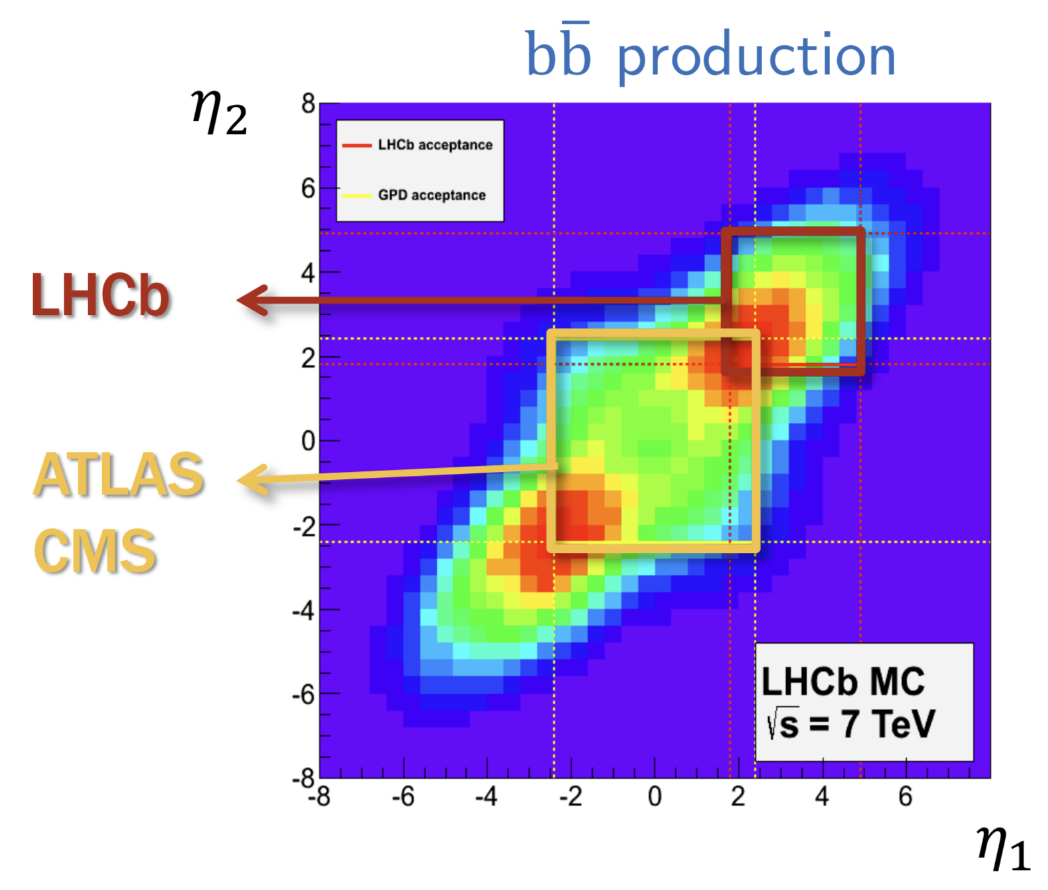 bb̄ production
η₂
8
LHCb acceptance
GPD acceptance
6
4
LHCb
2
0
ATLAS
CMS
-2
-4
-6
LHCb MC
√s = 7 TeV
-8
-8 -6 -4 -2 0 2 4 6
η₁